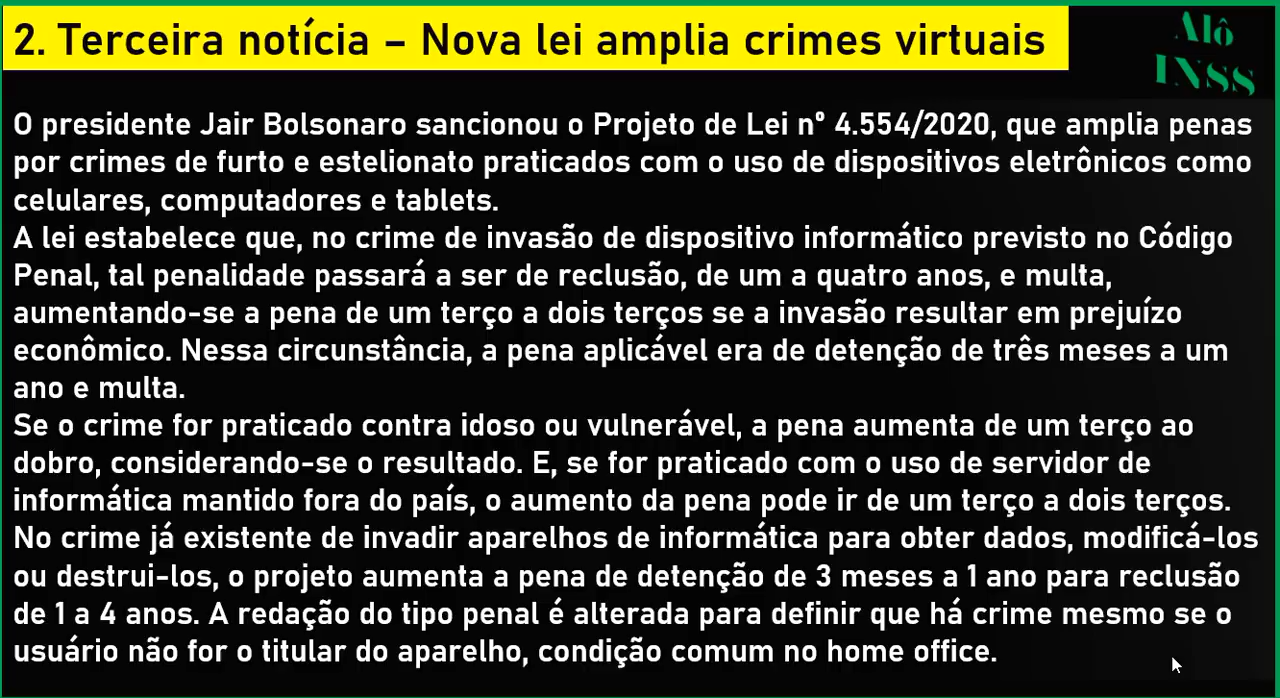 2. Terceira notícia – Nova lei amplia crimes virtuais
Alô
INSS
O presidente Jair Bolsonaro sancionou o Projeto de Lei nº 4.554/2020, que amplia penas
por crimes de furto e estelionato praticados com o uso de dispositivos eletrônicos como
celulares, computadores e tablets.
A lei estabelece que, no crime de invasão de dispositivo informático previsto no Código
Penal, tal penalidade passará a ser de reclusão, de um a quatro anos, e multa,
aumentando-se a pena de um terço a dois terços se a invasão resultar em prejuízo
econômico. Nessa circunstância, a pena aplicável era de detenção de três meses a um
ano e multa.
Se o crime for praticado contra idoso ou vulnerável, a pena aumenta de um terço ao
dobro, considerando-se o resultado. E, se for praticado com o uso de servidor de
informática mantido fora do país, o aumento da pena pode ir de um terço a dois terços.
No crime já existente de invadir aparelhos de informática para obter dados, modificá-los
ou destrui-los, o projeto aumenta a pena de detenção de 3 meses a 1 ano para reclusão
de 1 a 4 anos. A redação do tipo penal é alterada para definir que há crime mesmo se o
usuário não for o titular do aparelho, condição comum no home office.